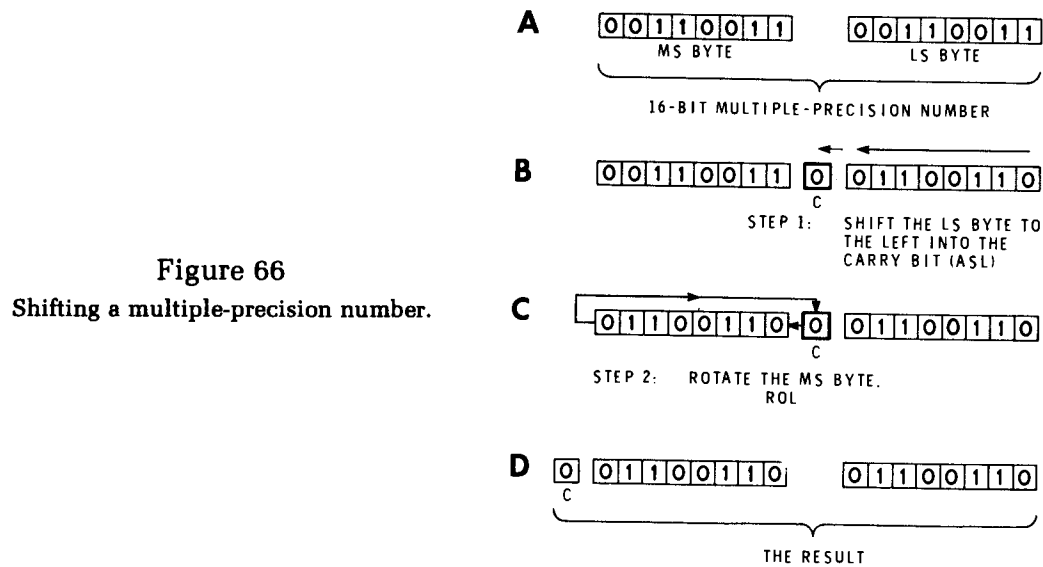 A 00110011 00110011
MS BYTE LS BYTE
16-BIT MULTIPLE-PRECISION NUMBER
B 00110011 0 01100110
C
STEP 1: SHIFT THE LS BYTE TO
THE LEFT INTO THE
CARRY BIT (ASL)
Figure 66
Shifting a multiple-precision number.
C 01100110 0 01100110
C
STEP 2: ROTATE THE MS BYTE.
ROL
D 0 01100110 01100110
C
THE RESULT